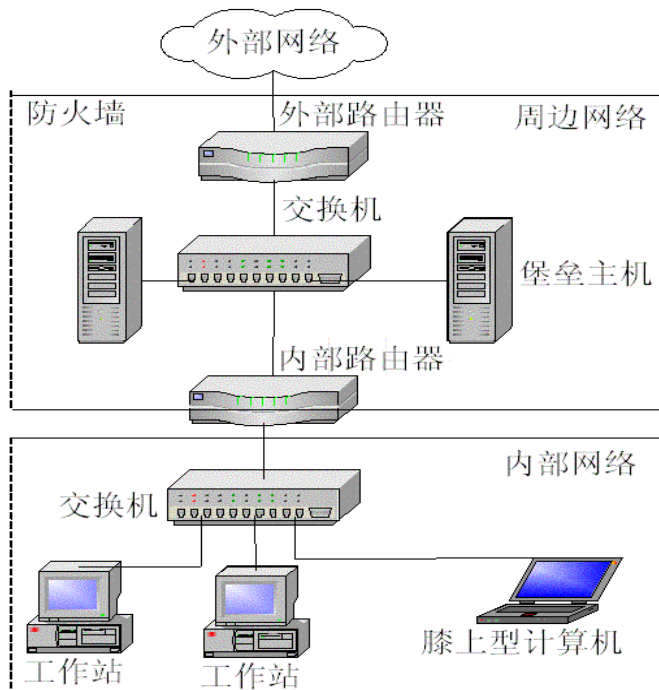 外部网络
防火墙
外部路由器
周边网络
交换机
堡垒主机
内部路由器
内部网络
交换机
工作站
工作站
膝上型计算机